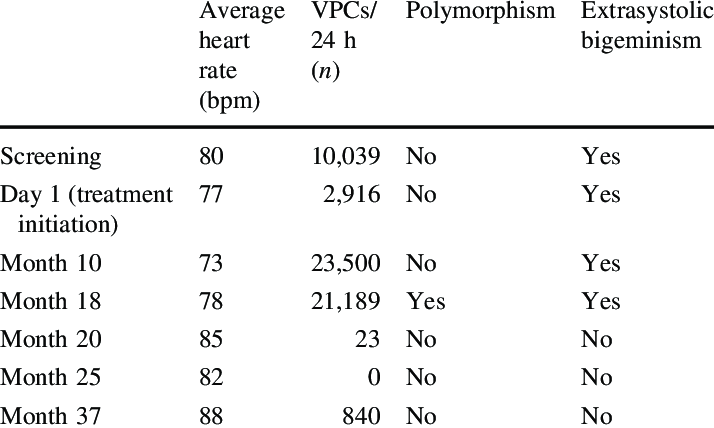 Average heart rate (bpm) VPCs/ 24 h (n) Polymorphism Extrasystolic bigeminism
Screening 80 10,039 No Yes
Day 1 (treatment initiation) 77 2,916 No Yes
Month 10 73 23,500 No Yes
Month 18 78 21,189 Yes Yes
Month 20 85 23 No No
Month 25 82 0 No No
Month 37 88 840 No No